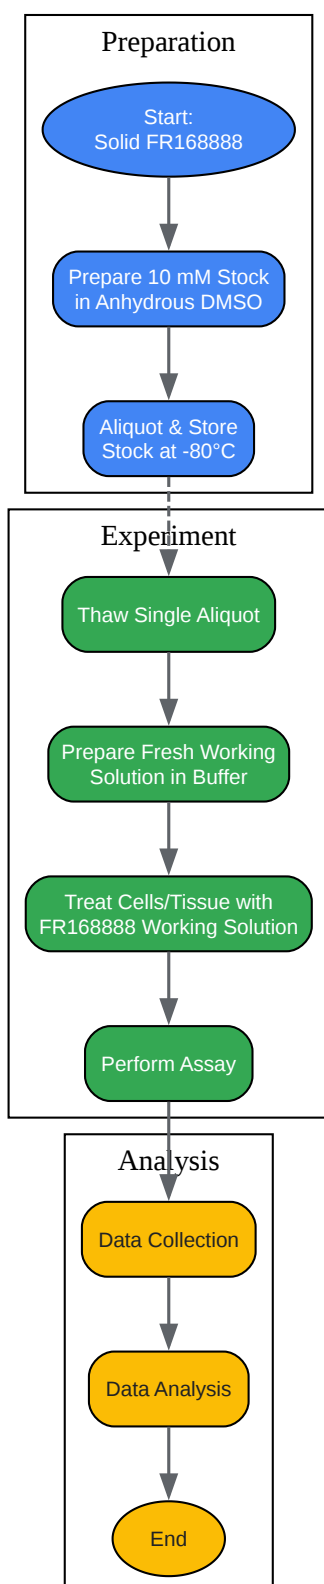 Preparation
Start:
Solid FR168888
Prepare 10 mM Stock
in Anhydrous DMSO
Aliquot & Store
Stock at -80°C
Experiment
Thaw Single Aliquot
Prepare Fresh Working
Solution in Buffer
Treat Cells/Tissue with
FR168888 Working Solution
Perform Assay
Analysis
Data Collection
Data Analysis
End